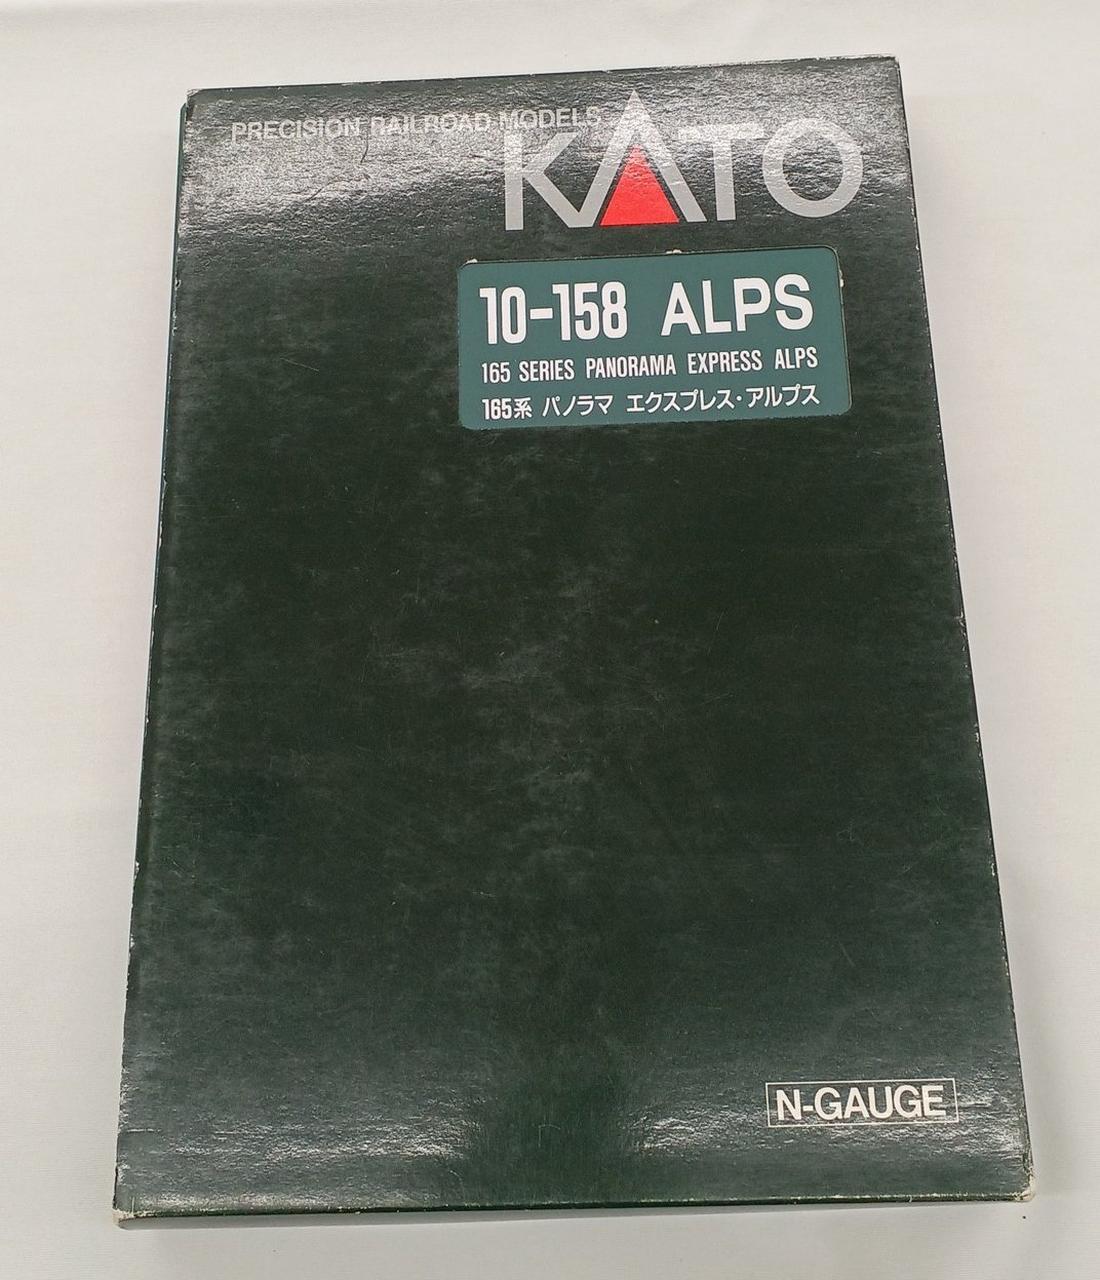 PRECISION RAILROAD MODELS
KATO
10-158 ALPS
165 SERIES PANORAMA EXPRESS ALPS
165系 パノラマ エクスプレス・アルプス
N-GAUGE